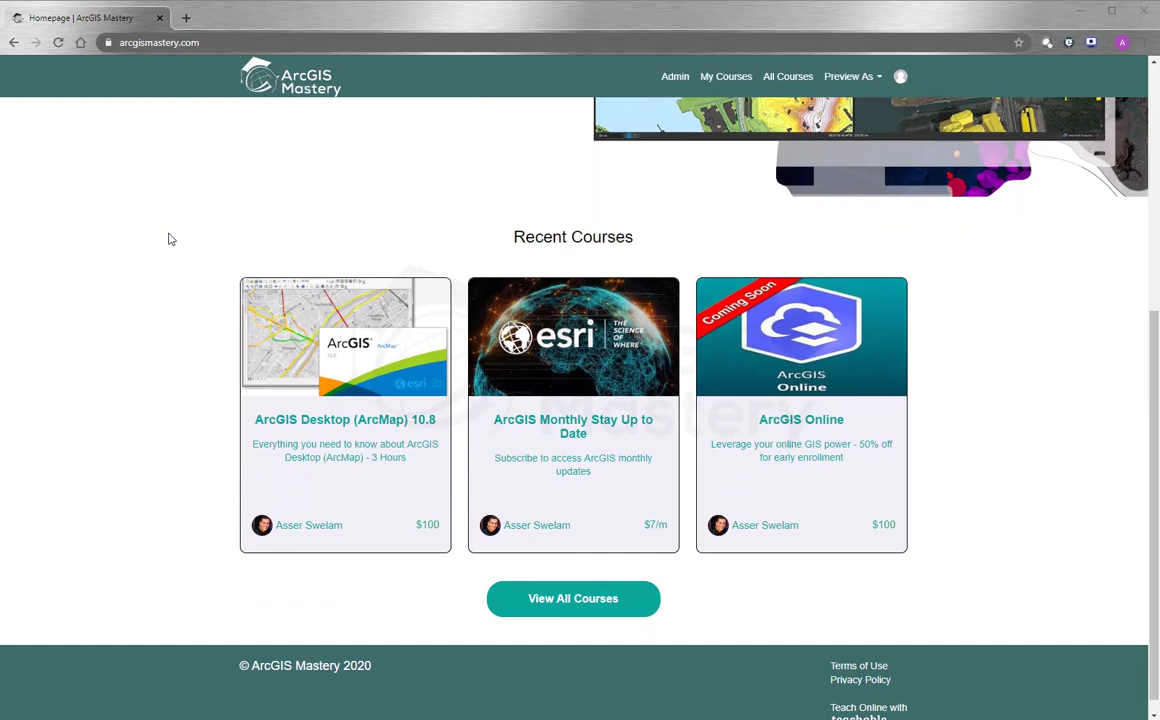 Homepage | ArcGIS Mastery
arcgismastery.com
A
ArcGIS
Mastery
Admin
My Courses
All Courses
Preview As
Recent Courses
ArcGIS
ArcMap
esri
esri
THE
SCIENCE
OF
WHERE
Coming Soon
ArcGIS
Online
ArcGIS Desktop (ArcMap) 10.8
Everything you need to know about ArcGIS
Desktop (ArcMap) - 3 Hours
Asser Swelam
$100
ArcGIS Monthly Stay Up to
Date
Subscribe to access ArcGIS monthly
updates
Asser Swelam
$7/m
ArcGIS Online
Leverage your online GIS power - 50% off
for early enrollment
Asser Swelam
$100
Mastery
View All Courses
© ArcGIS Mastery 2020
Terms of Use
Privacy Policy
Teach Online with
teachable